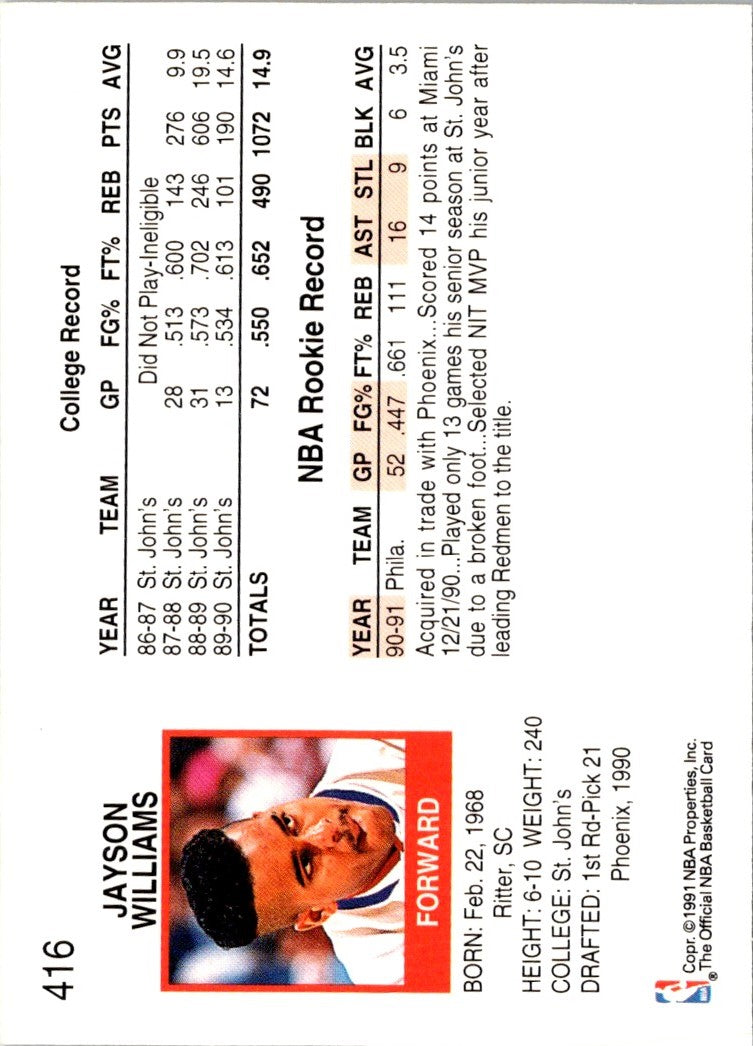 416
JAYSON
WILLIAMS
FORWARD
BORN: Feb. 22, 1968
Ritter, SC
HEIGHT: 6-10 WEIGHT: 240
COLLEGE: St. John's
DRAFTED: 1st Rd-Pick 21
Phoenix, 1990
NBA
® Copr. ©1991 NBA Properties, Inc.
The Official NBA Basketball Card
College Record
YEAR TEAM GP FG% FT% REB PTS AVG
86-87 St. John's Did Not Play-Ineligible
87-88 St. John's 28 .513 .600 143 276 9.9
88-89 St. John's 31 .573 .702 246 606 19.5
89-90 St. John's 13 .534 .613 101 190 14.6
TOTALS 72 .550 .652 490 1072 14.9
NBA Rookie Record
YEAR TEAM GP FG% FT% REB AST STL BLK AVG
90-91 Phila. 52 .447 .661 111 16 9 6 3.5
Acquired in trade with Phoenix...Scored 14 points at Miami
12/21/90...Played only 13 games his senior season at St. John's
due to a broken foot...Selected NIT MVP his junior year after
leading Redmen to the title.